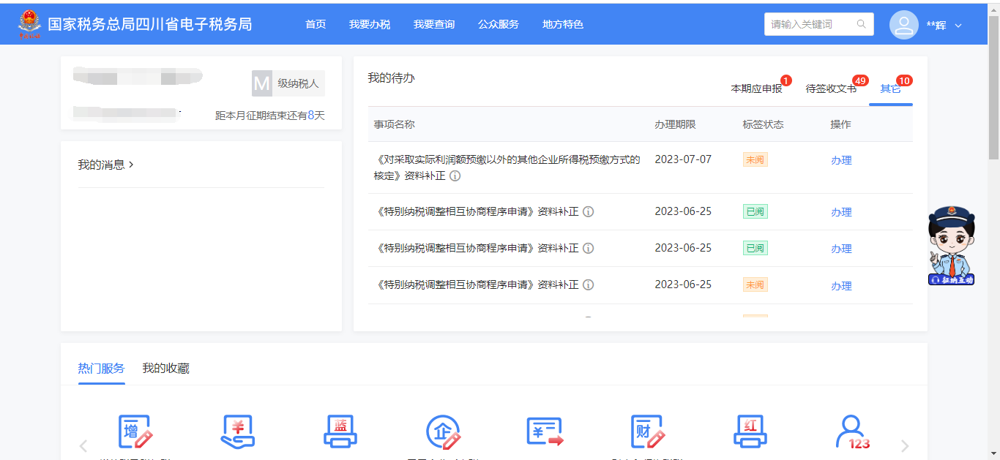 国家税务总局四川省电子税务局
首页 我要办税 我要查询 公众服务 地方特色
请输入关键词
**辉
M 级纳税人
距本月征期结束还有8天
我的消息
我的待办
本期应申报 1 待签收文书 49 其它 10
事项名称 办理期限 标签状态 操作
《对采取实际利润额预缴以外的其他企业所得税预缴方式的 2023-07-07 未阅 办理
核定》资料补正
《特别纳税调整相互协商程序申请》资料补正 2023-06-25 已阅 办理
《特别纳税调整相互协商程序申请》资料补正 2023-06-25 已阅 办理
《特别纳税调整相互协商程序申请》资料补正 2023-06-25 未阅 办理
征纳互动
热门服务 我的收藏
增 ¥ 蓝 企 ¥ 财 红 123